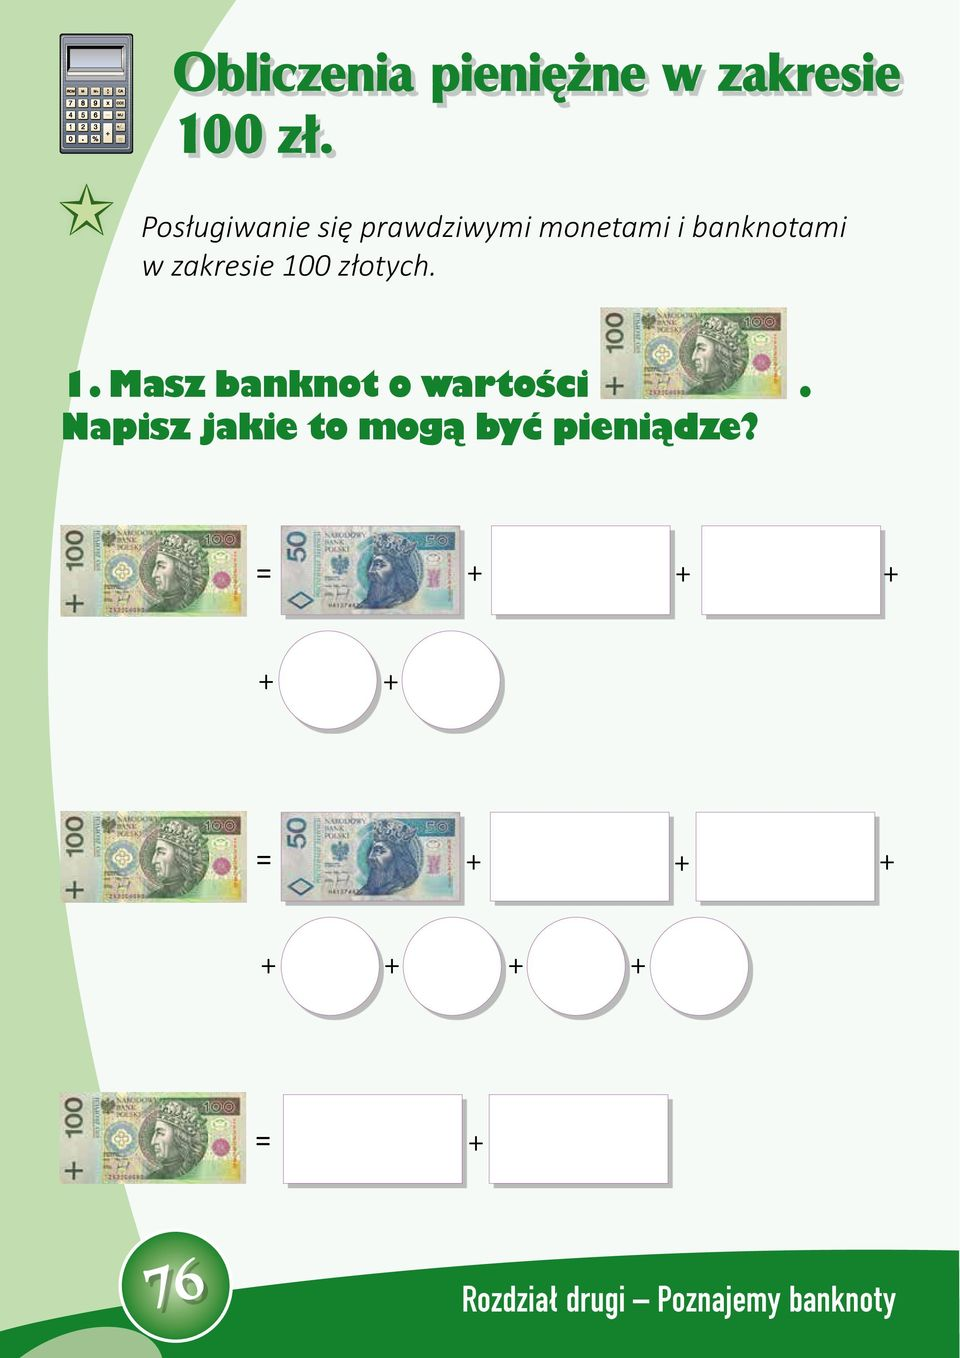 Obliczenia pieniężne w zakresie
100 zł.
Posługiwanie się prawdziwymi monetami i banknotami
w zakresie 100 złotych.
1. Masz banknot o wartości .
Napisz jakie to mogą być pieniądze?
= + + +
+ +
= + + +
+ + + +
= +
76
Rozdział drugi – Poznajemy banknoty